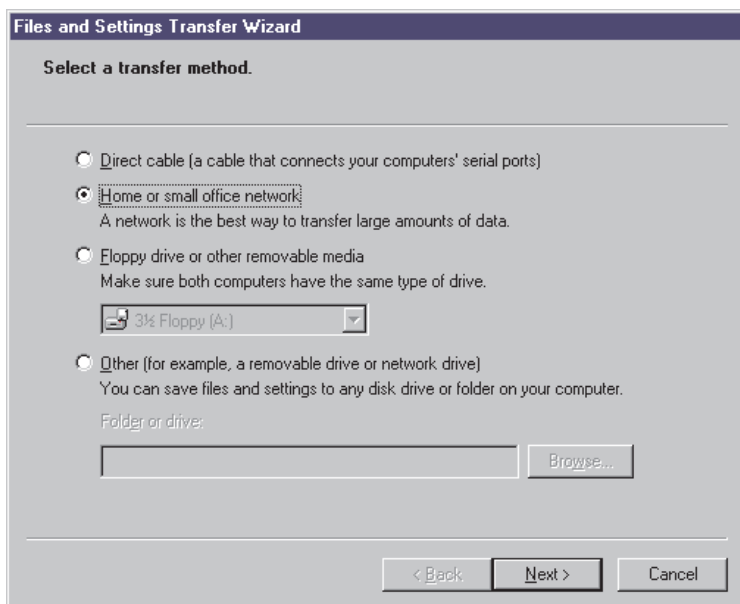 Files and Settings Transfer Wizard
Select a transfer method.
Direct cable (a cable that connects your computers' serial ports)
Home or small office network
A network is the best way to transfer large amounts of data.
Floppy drive or other removable media
Make sure both computers have the same type of drive.
3½ Floppy (A:)
Other (for example, a removable drive or network drive)
You can save files and settings to any disk drive or folder on your computer.
Folder or drive:
Browse...
< Back
Next >
Cancel